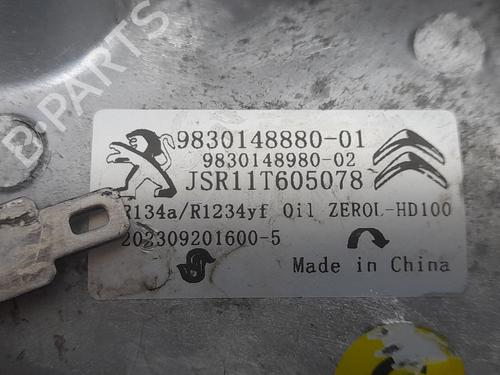 B-PARTS
9830148880-01
9830148980-02
JSR11T605078
R134a/R1234yf Oil ZEROL-HD100
202309201600-5
Made in China